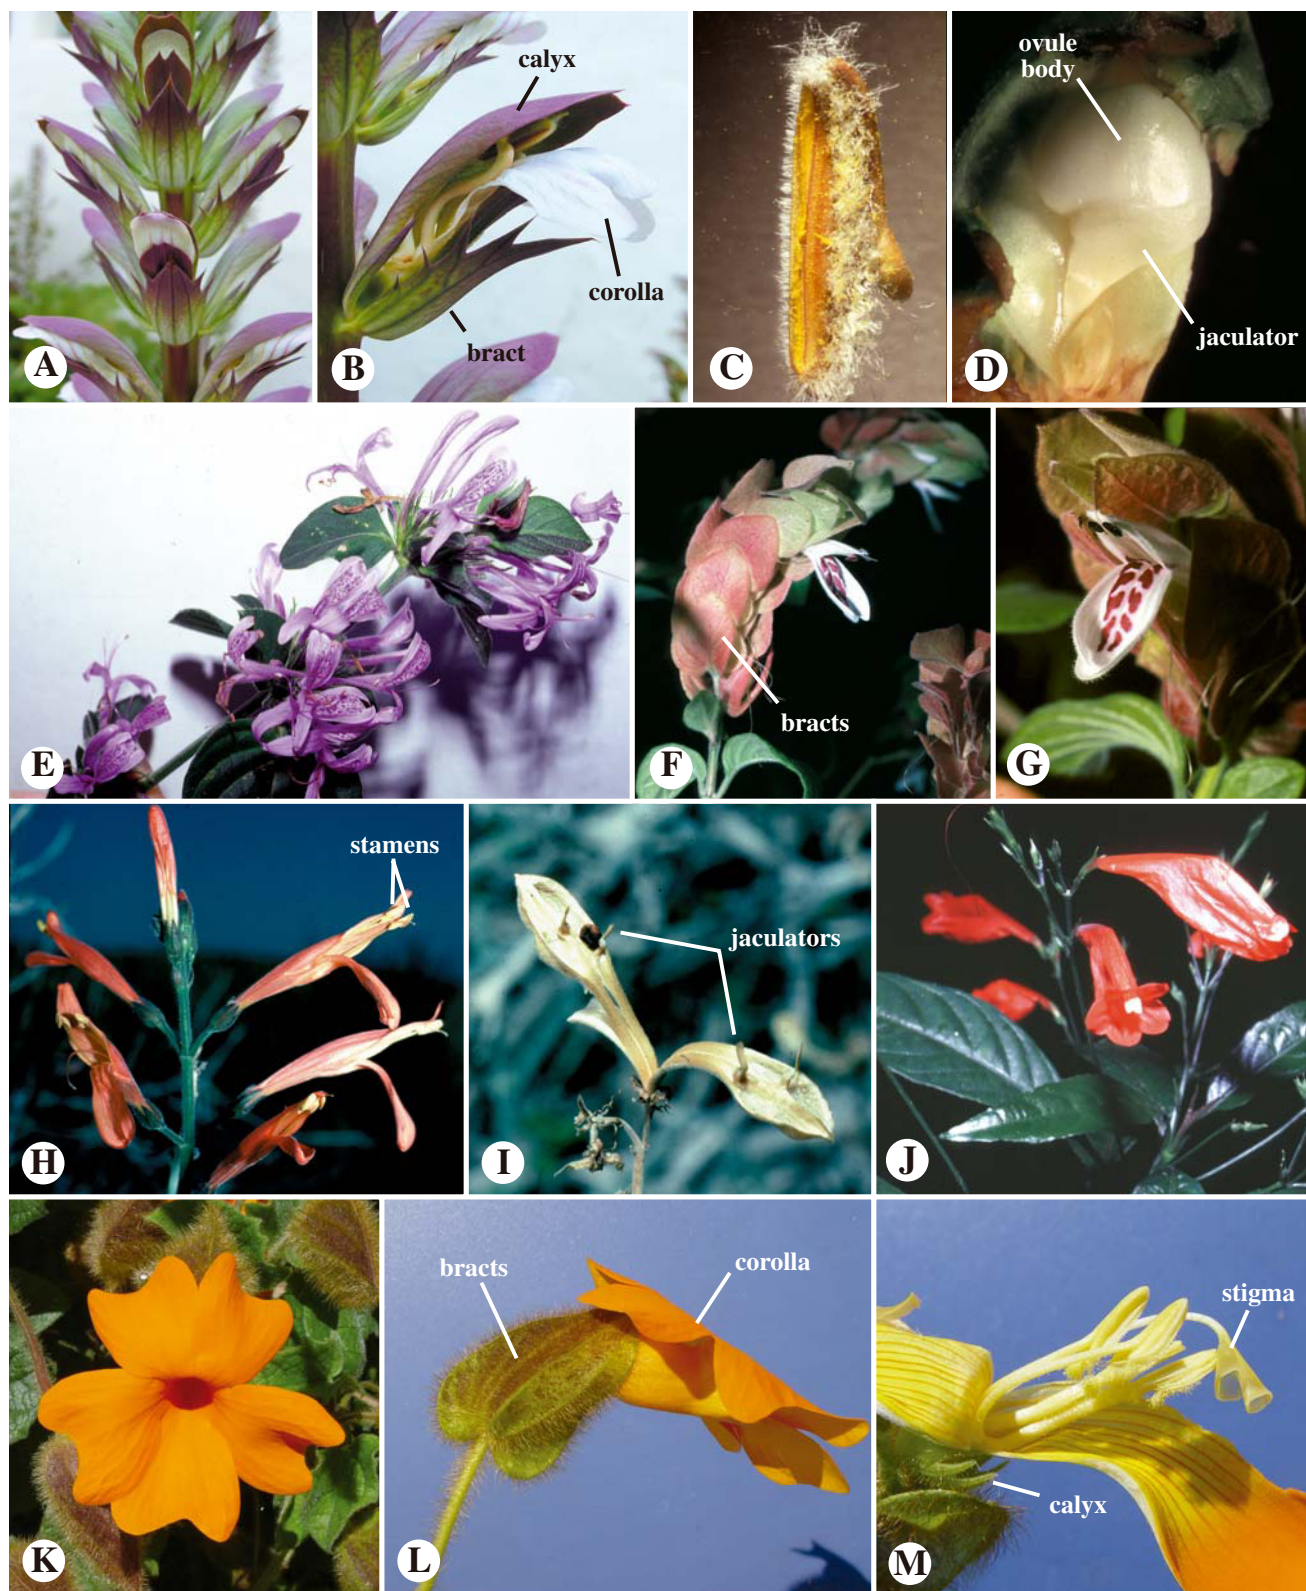 calyx
corolla
bract
ovule
body
jaculator
A
B
C
D
bracts
E
F
G
stamens
jaculators
H
I
J
bracts
corolla
stigma
calyx
K
L
M